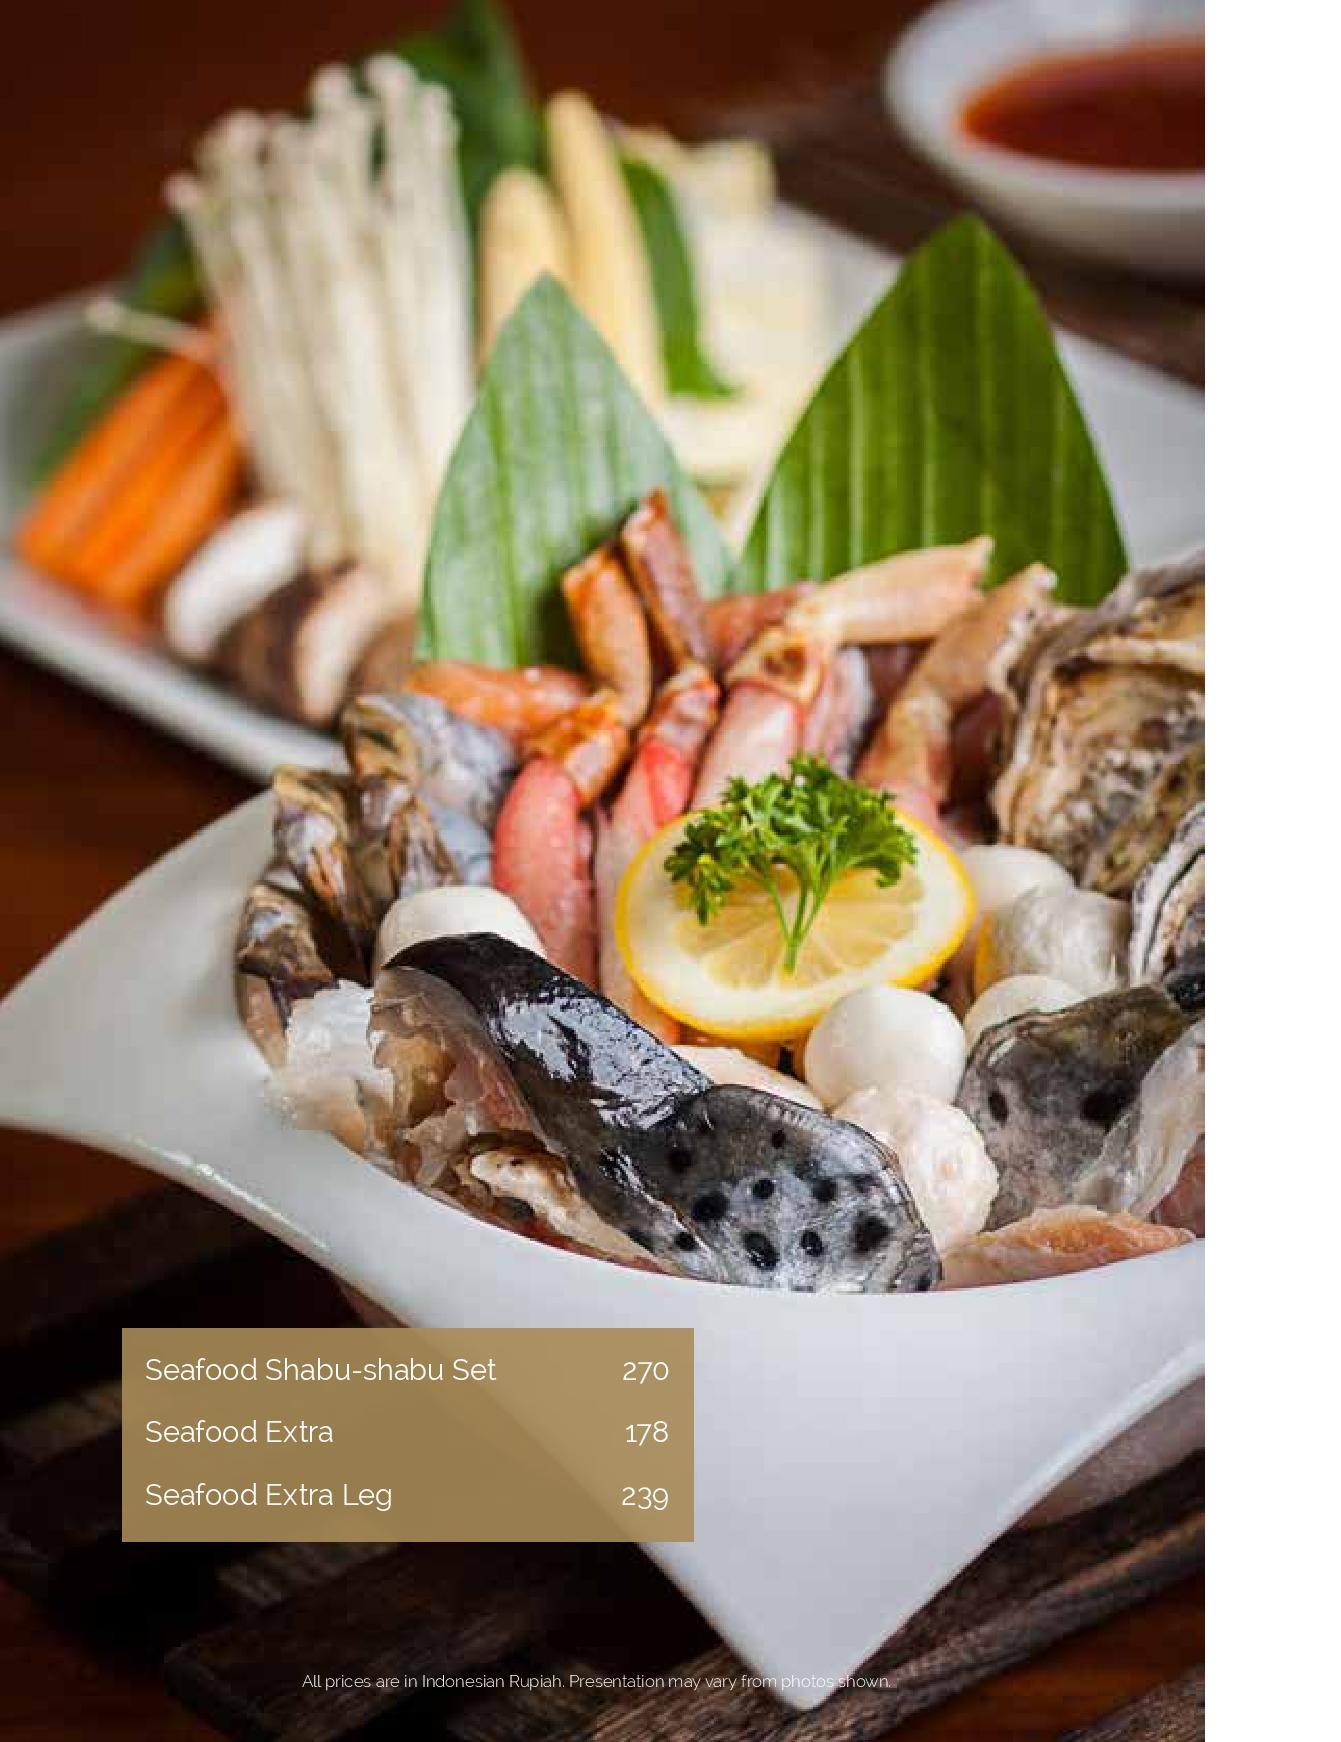 Seafood Shabu-shabu Set 270
Seafood Extra 178
Seafood Extra Leg 239
All prices are in Indonesian Rupiah. Presentation may vary from photos shown.